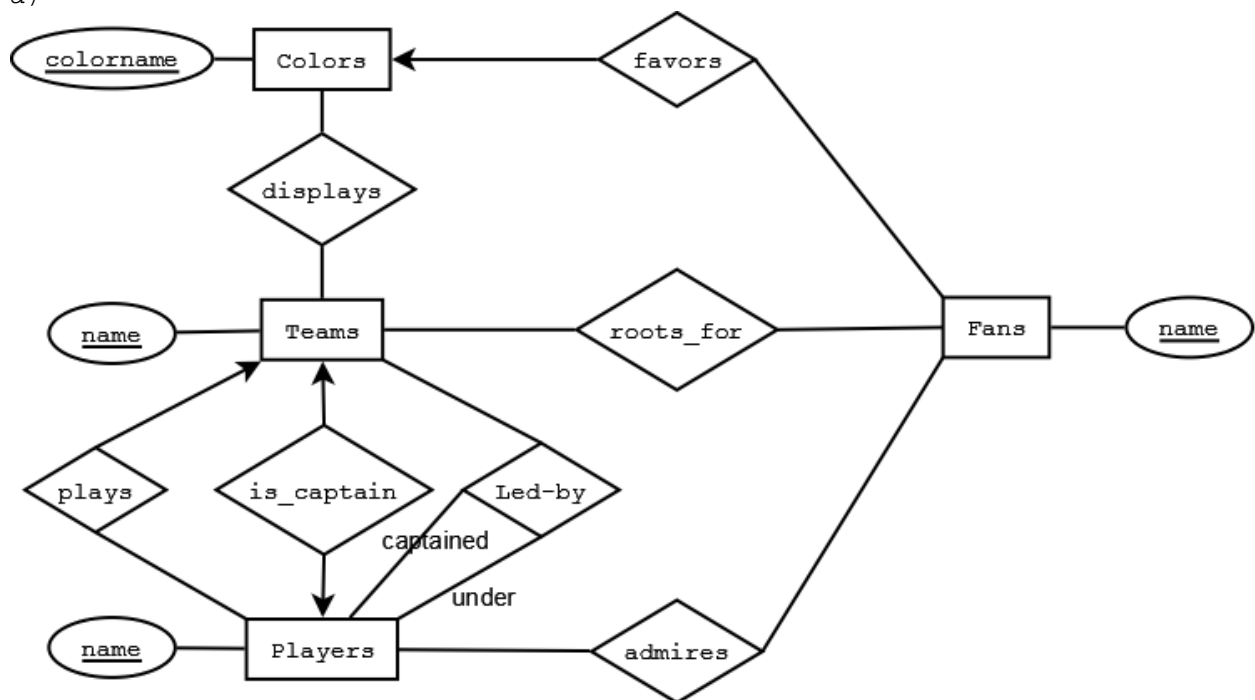 a)
colorname
Colors
favors
displays
name
Teams
roots_for
Fans
name
plays
is_captain
Led-by
captained
under
name
Players
admires